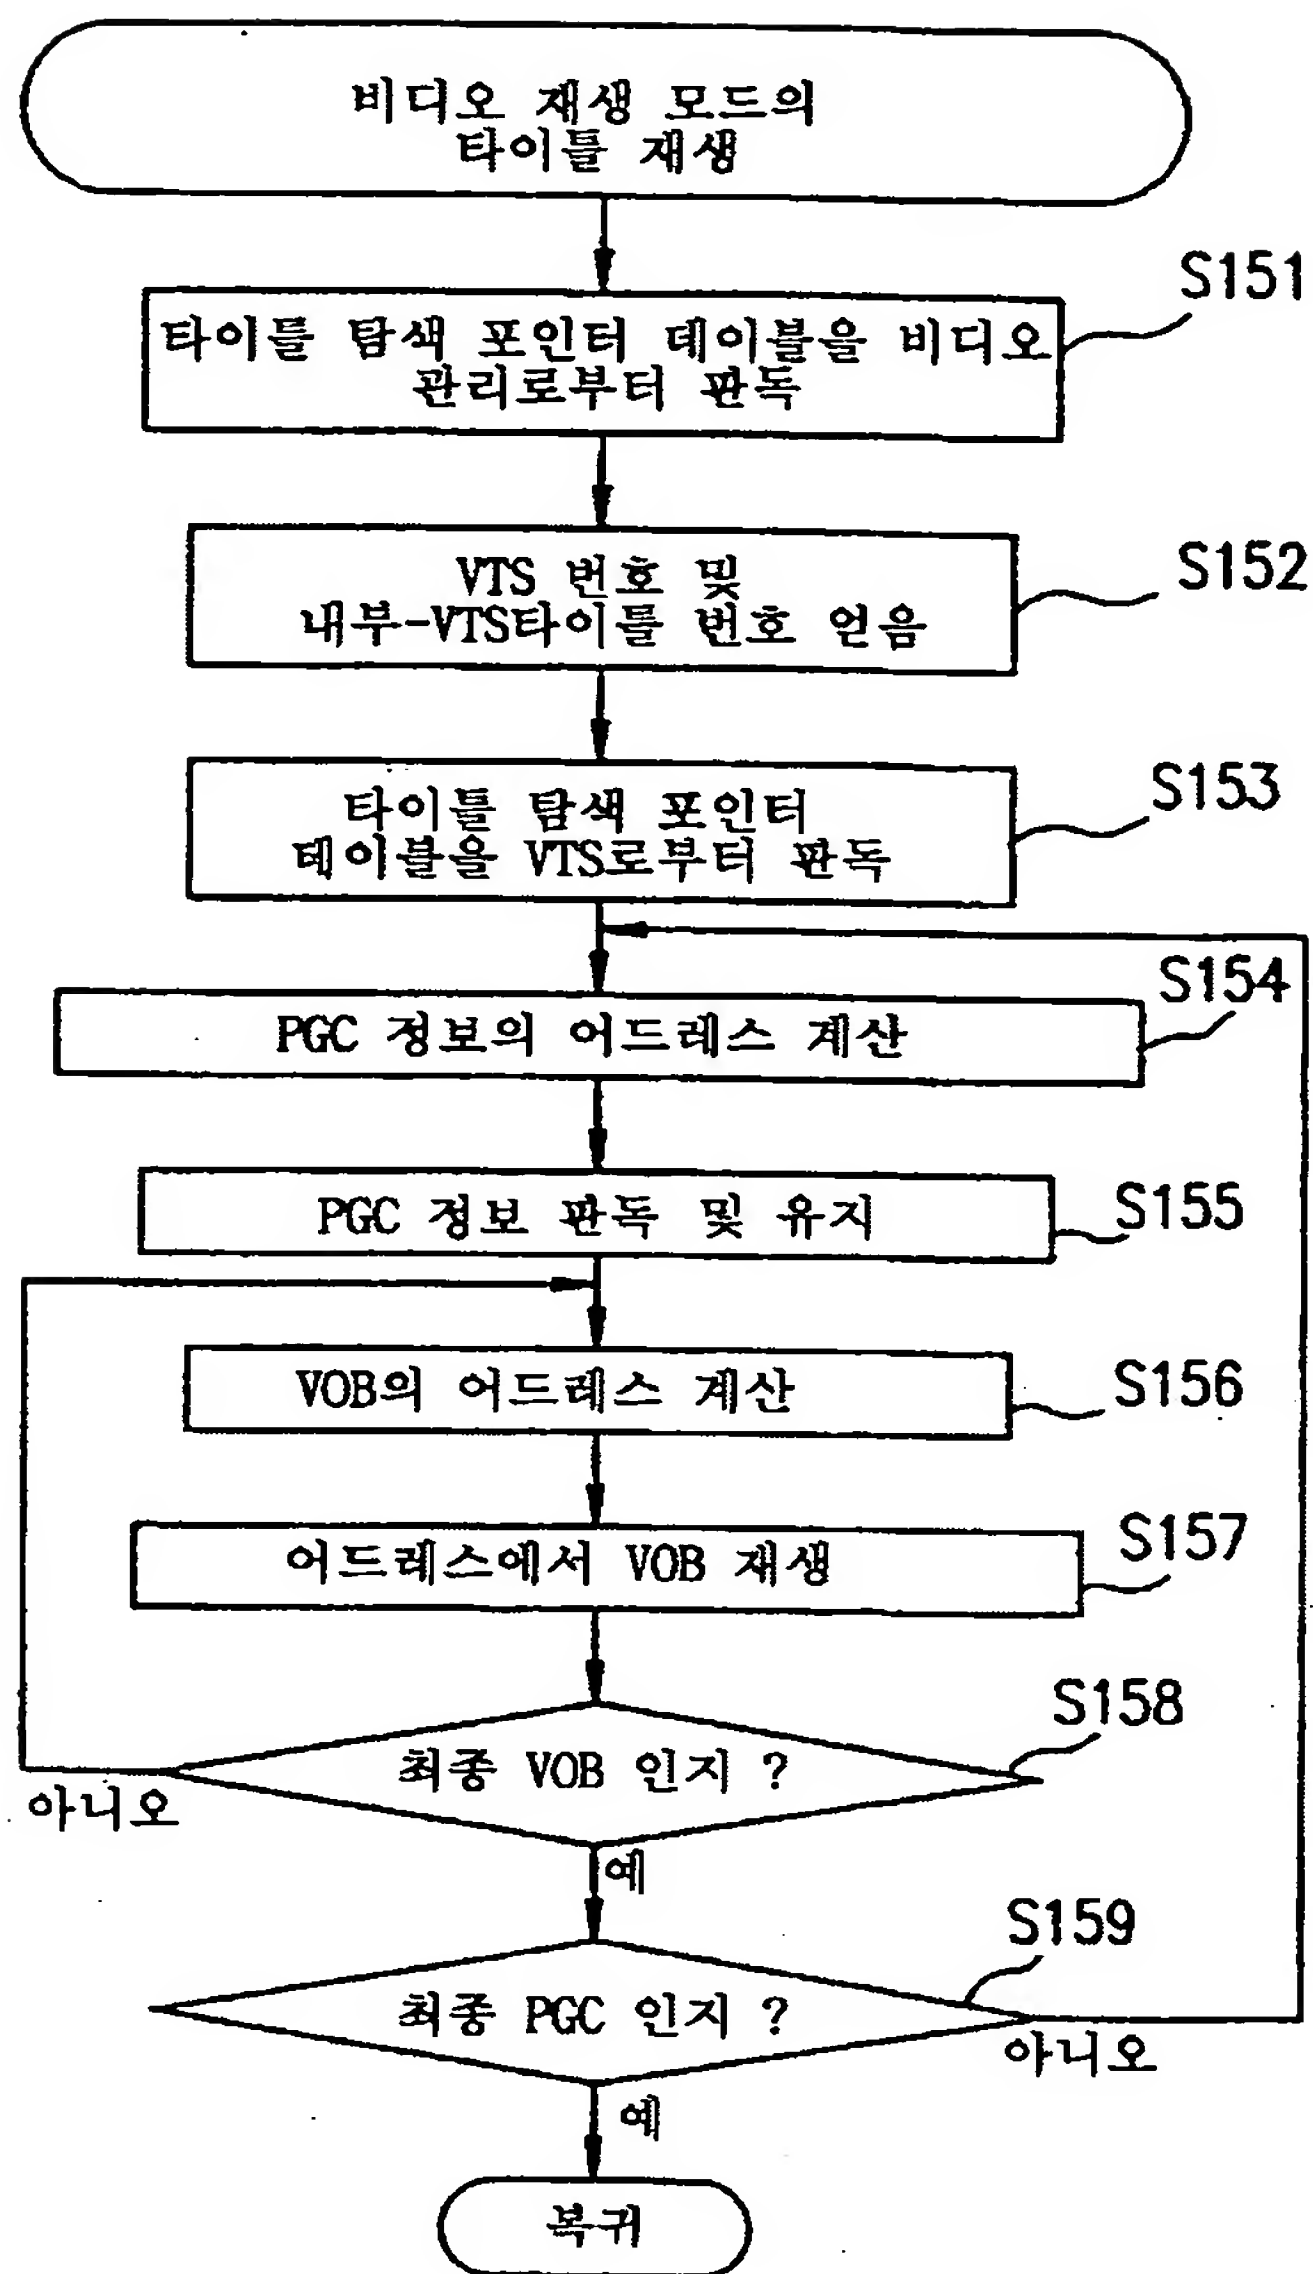 비디오 재생 모드의
타이틀 재생
S151
타이틀 탐색 포인터 테이블을 비디오
관리로부터 판독
S152
VTS 번호 및
내부-VTS타이틀 번호 얻음
S153
타이틀 탐색 포인터
테이블을 VTS로부터 판독
S154
PGC 정보의 어드레스 계산
S155
PGC 정보 판독 및 유지
S156
VOB의 어드레스 계산
S157
어드레스에서 VOB 재생
S158
최종 VOB 인지 ?
아니오
예
S159
최종 PGC 인지 ?
아니오
예
복귀